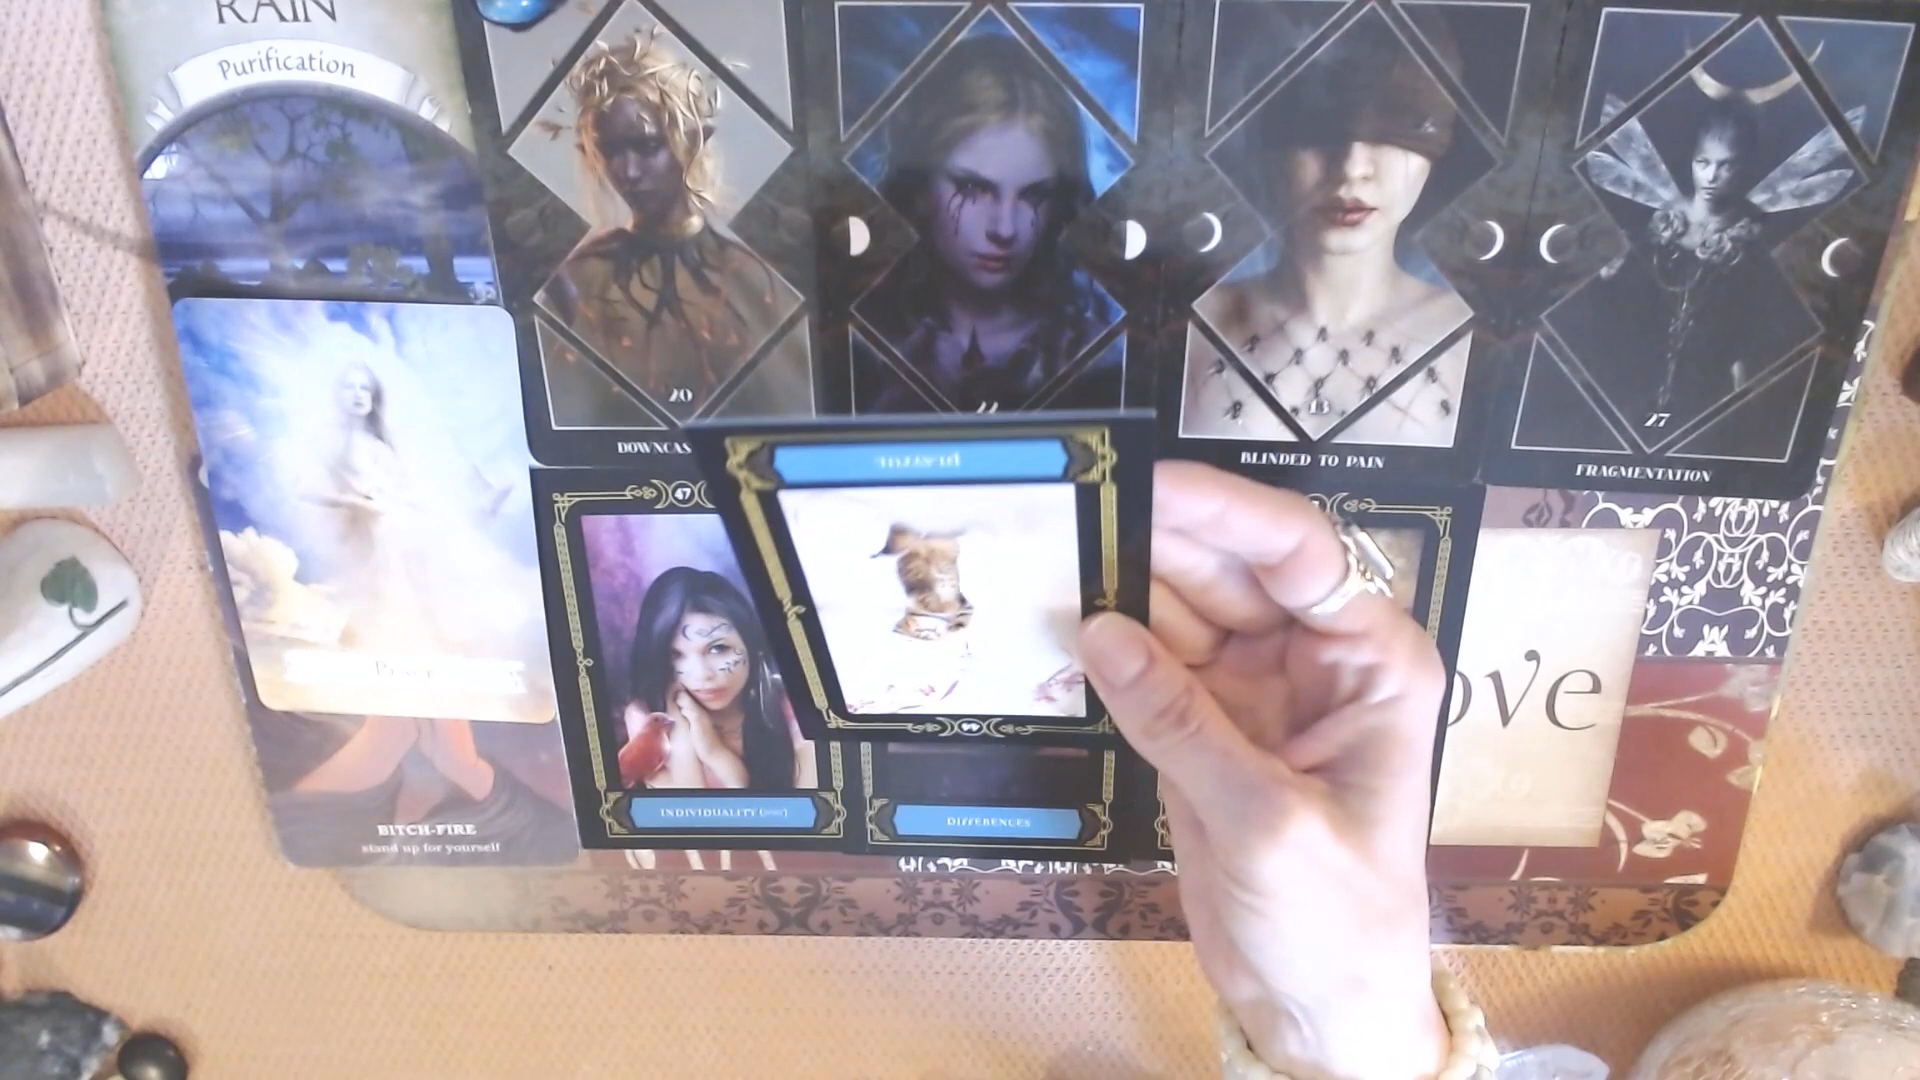 RAIN
Purification
20
DOWNCAS
13
BLINDED TO PAIN
27
FRAGMENTATION
47
INDIVIDUALITY
DIFFERENCES
ove
BITCH-FIRE
stand up for yourself